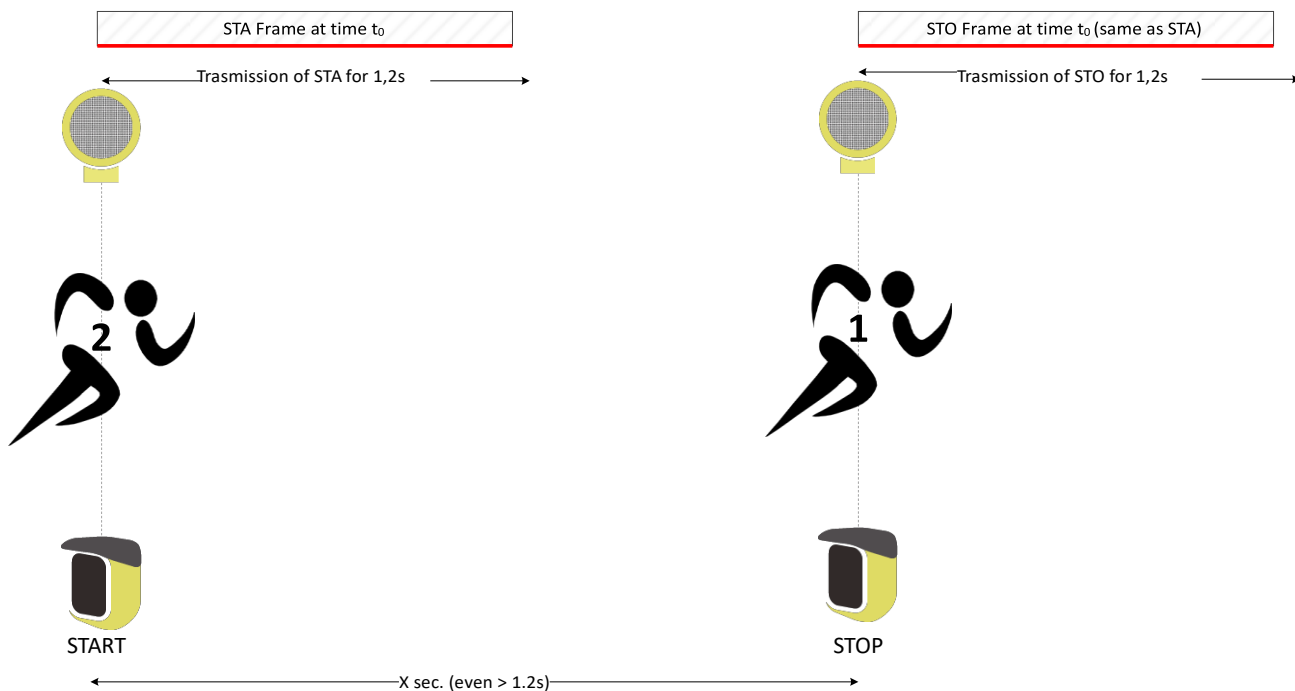 STA Frame at time t0
STO Frame at time t0 (same as STA)
Trasmission of STA for 1,2s
Trasmission of STO for 1,2s
2
1
START
STOP
X sec. (even > 1.2s)